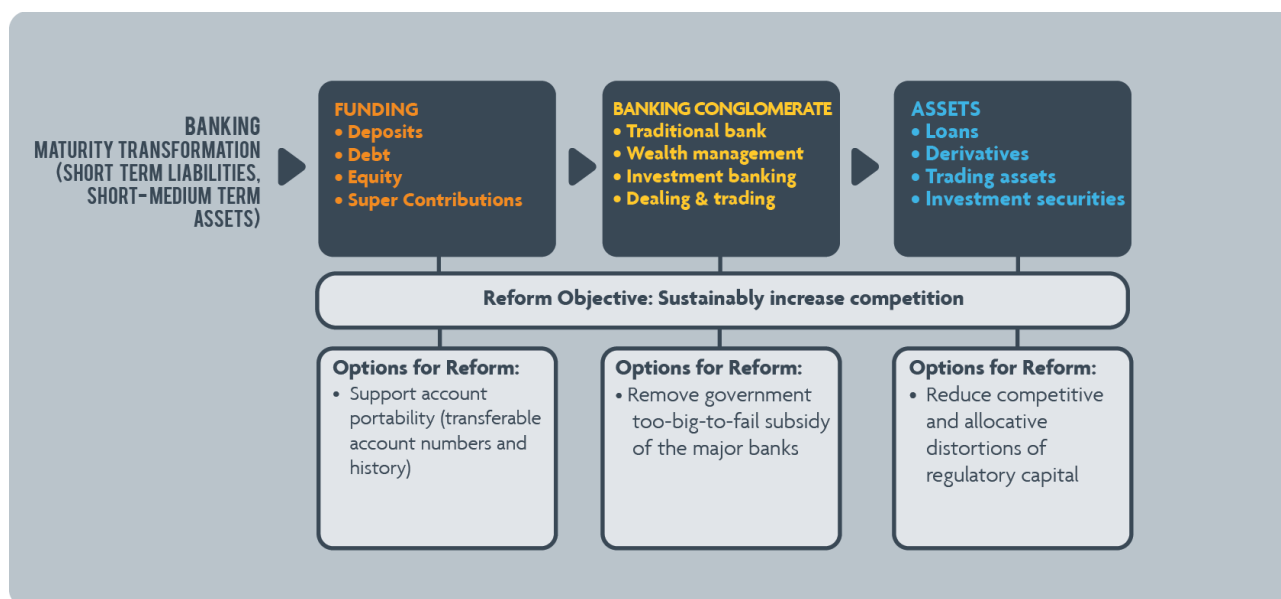 BANKING
MATURITY TRANSFORMATION
(SHORT TERM LIABILITIES,
SHORT-MEDIUM TERM
ASSETS)
FUNDING
• Deposits
• Debt
• Equity
• Super Contributions
BANKING CONGLOMERATE
• Traditional bank
• Wealth management
• Investment banking
• Dealing & trading
ASSETS
• Loans
• Derivatives
• Trading assets
• Investment securities
Reform Objective: Sustainably increase competition
Options for Reform:
• Support account
portability (transferable
account numbers and
history)
Options for Reform:
• Remove government
too-big-to-fail subsidy
of the major banks
Options for Reform:
• Reduce competitive
and allocative
distortions of
regulatory capital